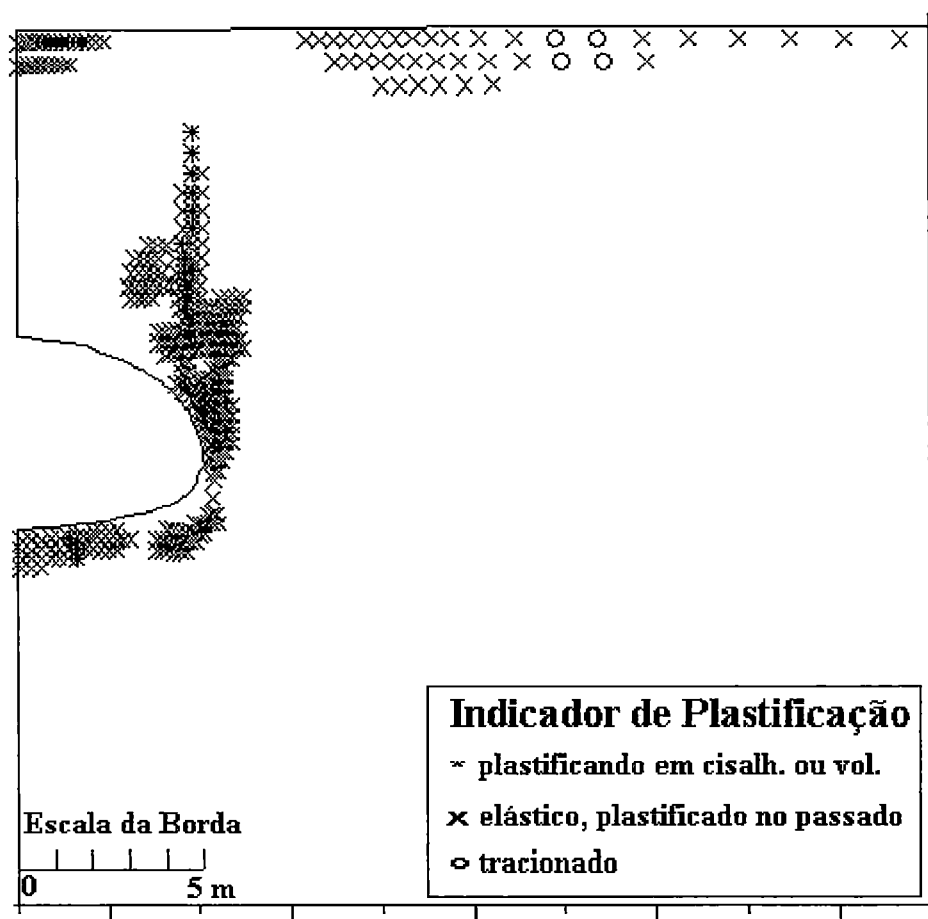 Indicador de Plastificação
* plastificando em cisalh. ou vol.
x elástico, plastificado no passado
o tracionado
Escala da Borda
0 5 m